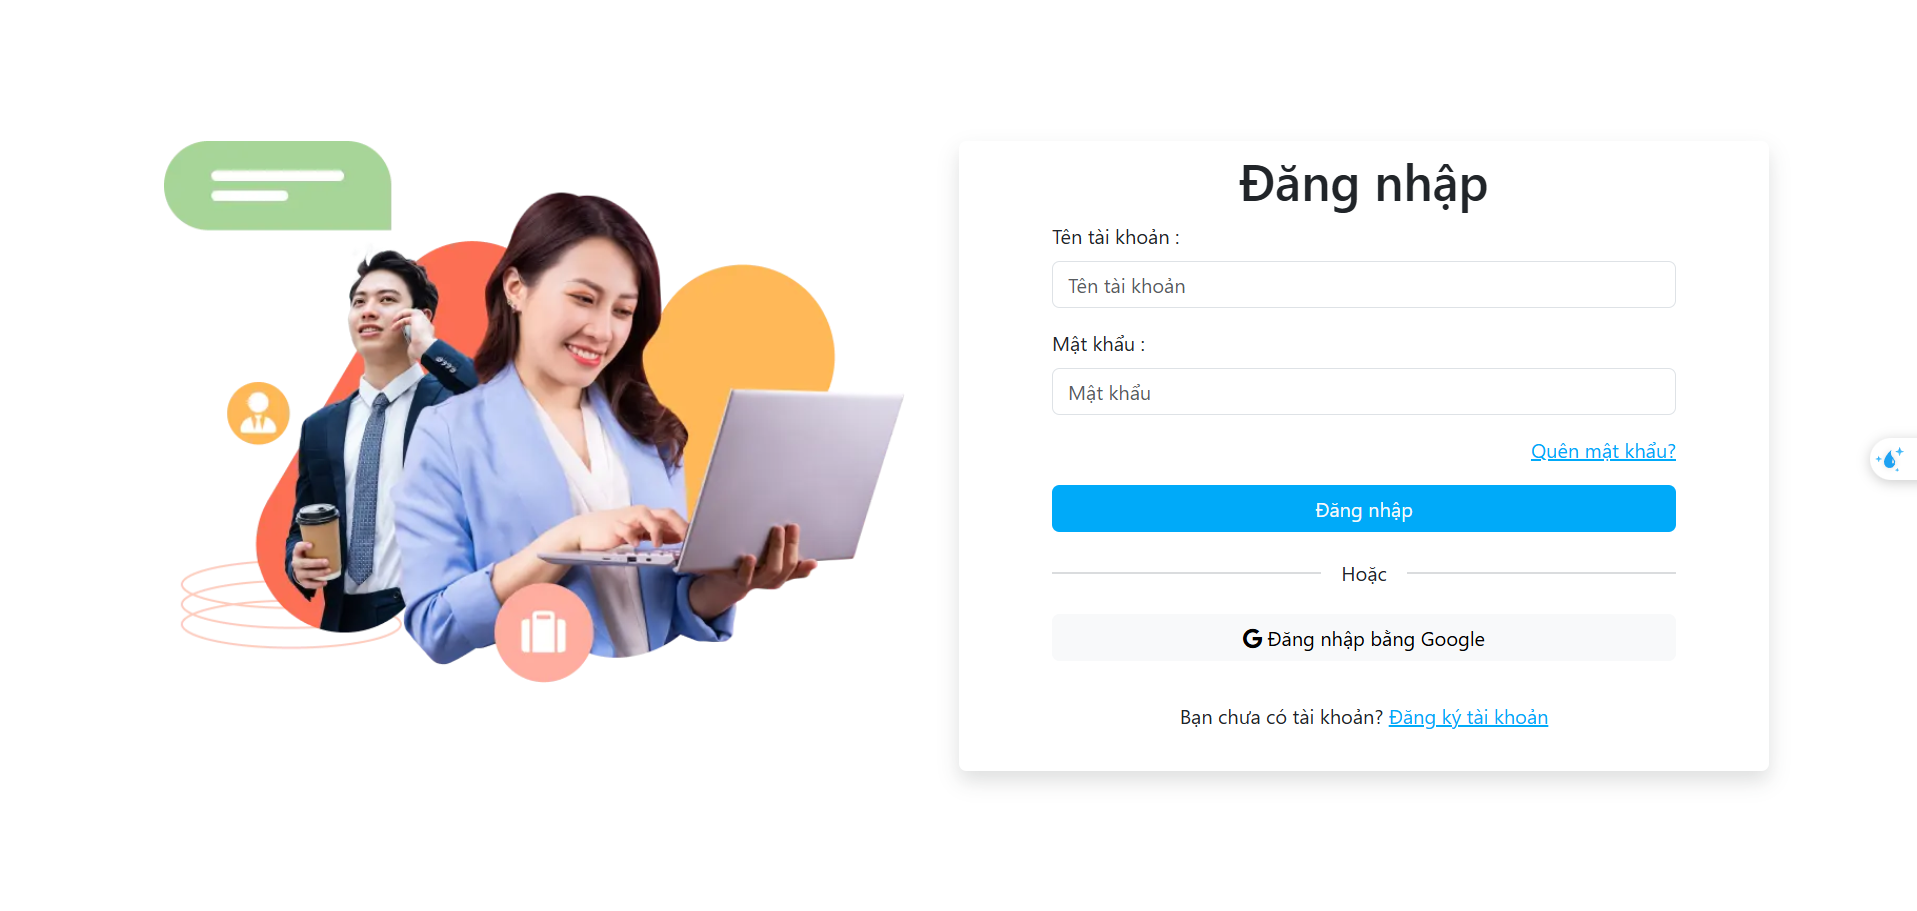 Đăng nhập
Tên tài khoản :
Tên tài khoản
Mật khẩu :
Mật khẩu
Quên mật khẩu?
Đăng nhập
Hoặc
Đăng nhập bằng Google
Bạn chưa có tài khoản? Đăng ký tài khoản